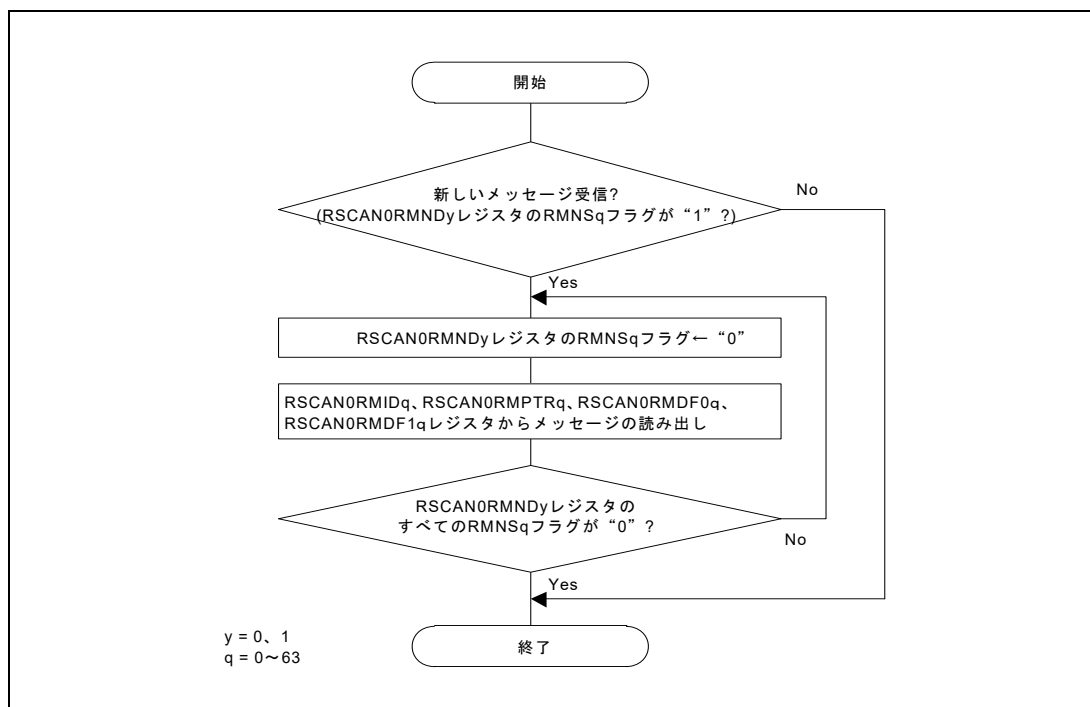 開始
新しいメッセージ受信?
(RSCAN0RMNDyレジスタのRMNSqフラグが“1”?)
No
Yes
RSCAN0RMNDyレジスタのRMNSqフラグ←“0”
RSCAN0RMIDq、RSCAN0RMPTRq、RSCAN0RMDF0q、
RSCAN0RMDF1qレジスタからメッセージの読み出し
RSCAN0RMNDyレジスタの
すべてのRMNSqフラグが“0”?
No
Yes
終了
y = 0、1
q = 0～63